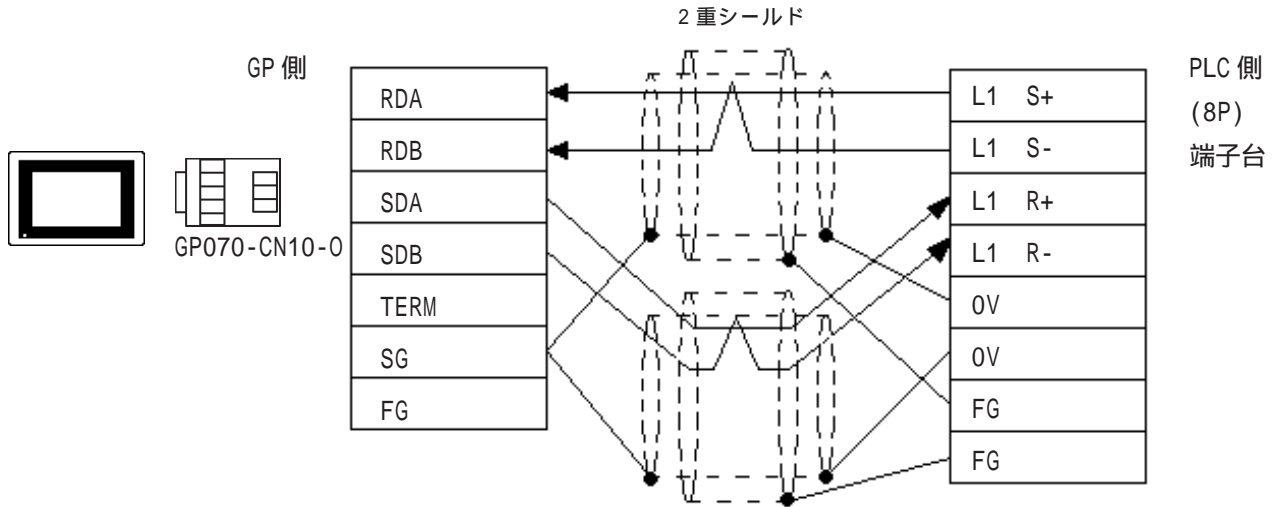 2 重シールド
GP 側
GP070-CN10-O
RDA
RDB
SDA
SDB
TERM
SG
FG
L1 S+
L1 S-
L1 R+
L1 R-
0V
0V
FG
FG
PLC 側
(8P)
端子台